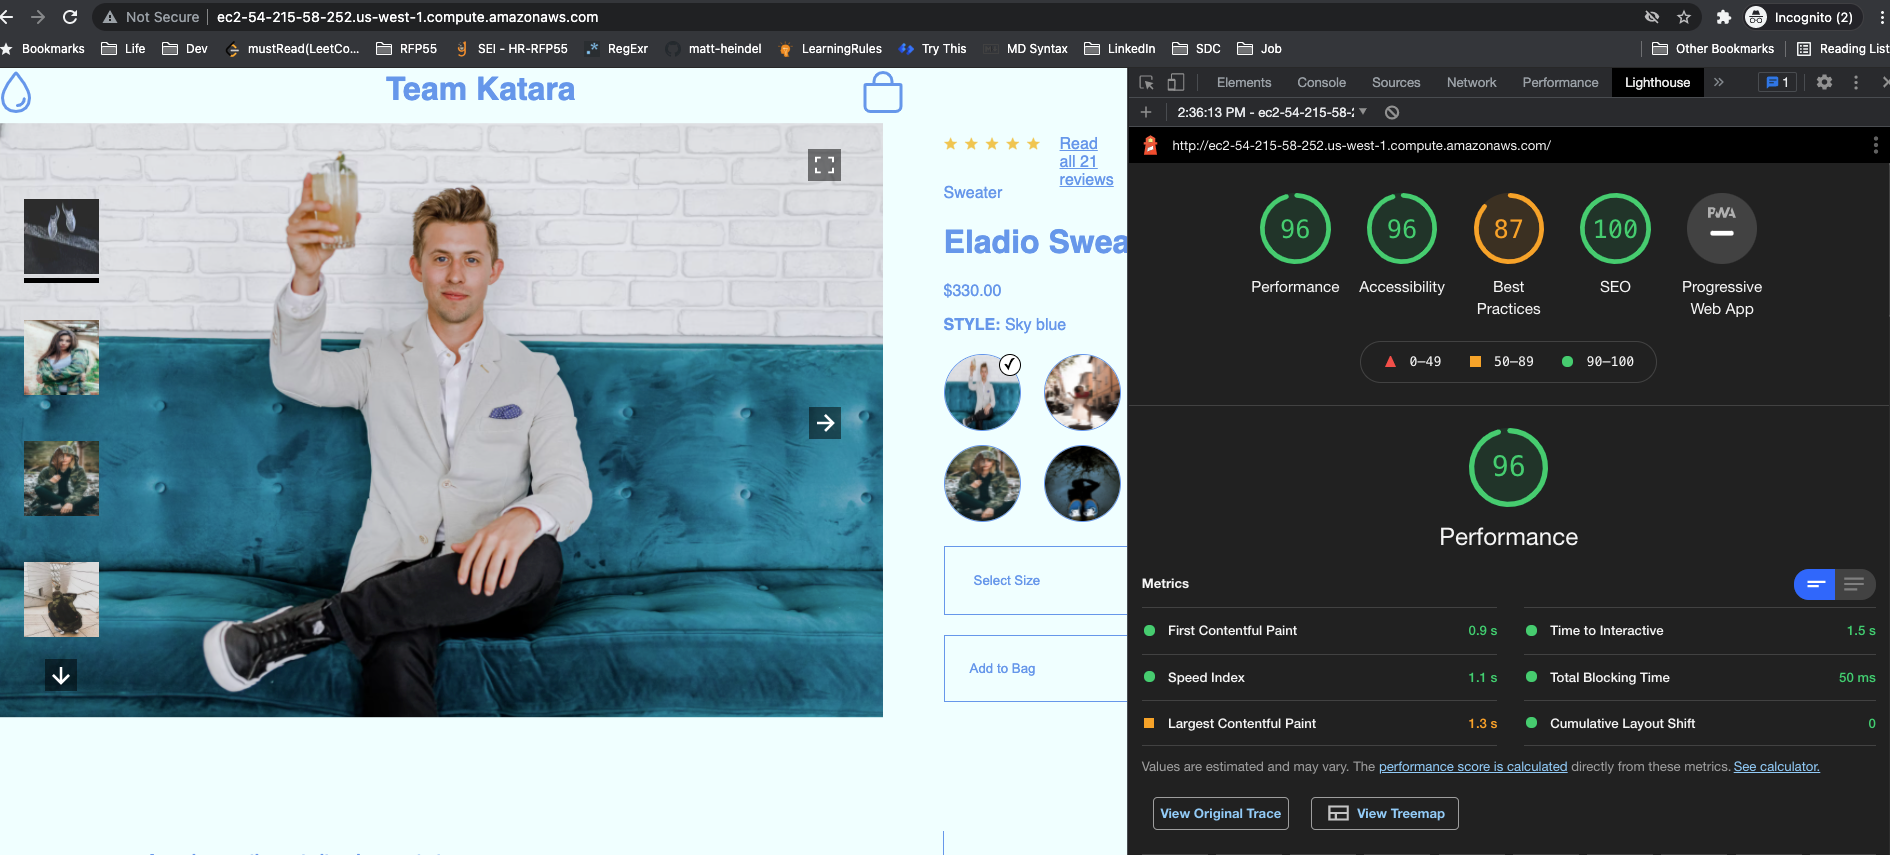 Not Secure ec2-54-215-58-252.us-west-1.compute.amazonaws.com Incognito (2)
Bookmarks Life Dev mustRead(LeetCo... RFP55 SEI - HR-RFP55 RegExr matt-heindel LearningRules Try This MD Syntax LinkedIn SDC Job Other Bookmarks Reading List
Team Katara
Read
all 21
reviews
Sweater
Eladio Swea
$330.00
STYLE: Sky blue
Select Size
Add to Bag
Elements Console Sources Network Performance Lighthouse » 1
2:36:13 PM - ec2-54-215-58-
http://ec2-54-215-58-252.us-west-1.compute.amazonaws.com/
96 96 87 100 PWA
Performance Accessibility Best SEO Progressive
Practices Web App
0–49 50–89 90–100
96
Performance
Metrics
First Contentful Paint 0.9 s Time to Interactive 1.5 s
Speed Index 1.1 s Total Blocking Time 50 ms
Largest Contentful Paint 1.3 s Cumulative Layout Shift 0
Values are estimated and may vary. The performance score is calculated directly from these metrics. See calculator.
View Original Trace View Treemap